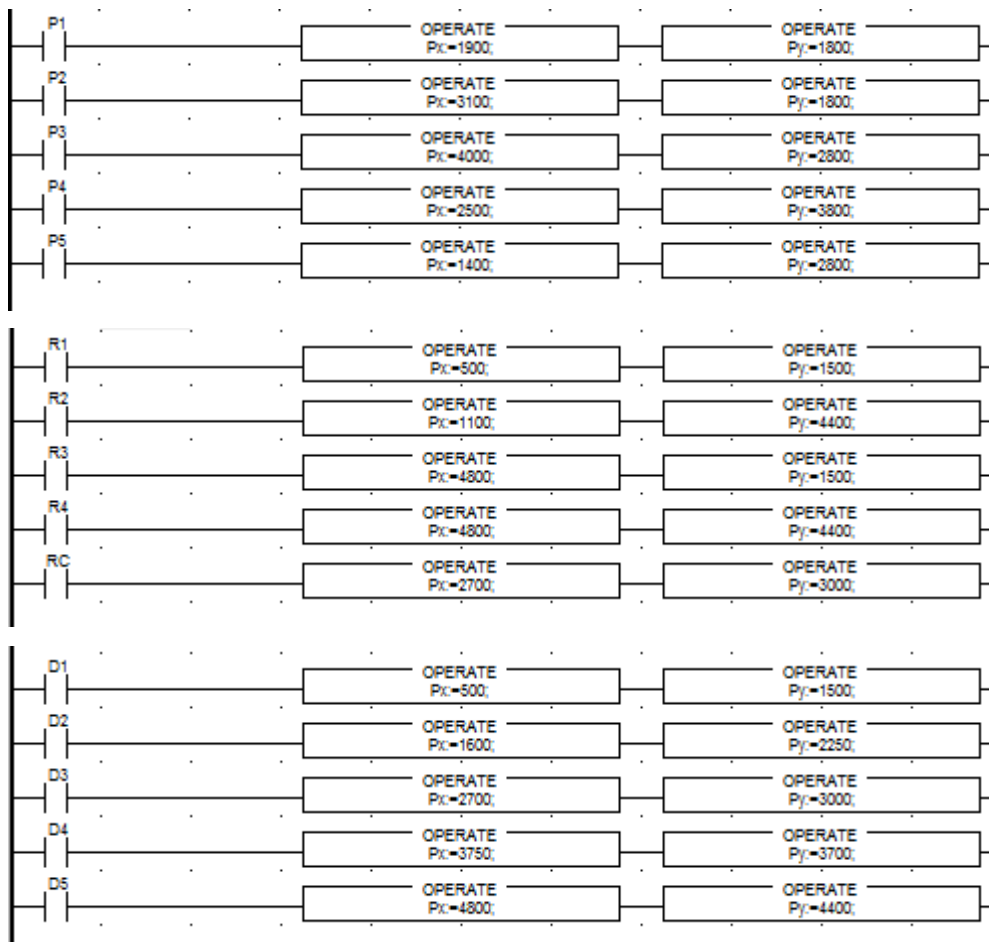 P1
OPERATE OPERATE
Px:=1900; Py:=1800;
P2
OPERATE OPERATE
Px:=3100; Py:=1800;
P3
OPERATE OPERATE
Px:=4000; Py:=2800;
P4
OPERATE OPERATE
Px:=2500; Py:=3800;
P5
OPERATE OPERATE
Px:=1400; Py:=2800;
R1
OPERATE OPERATE
Px:=500; Py:=1500;
R2
OPERATE OPERATE
Px:=1100; Py:=4400;
R3
OPERATE OPERATE
Px:=4800; Py:=1500;
R4
OPERATE OPERATE
Px:=4800; Py:=4400;
RC
OPERATE OPERATE
Px:=2700; Py:=3000;
D1
OPERATE OPERATE
Px:=500; Py:=1500;
D2
OPERATE OPERATE
Px:=1600; Py:=2250;
D3
OPERATE OPERATE
Px:=2700; Py:=3000;
D4
OPERATE OPERATE
Px:=3750; Py:=3700;
D5
OPERATE OPERATE
Px:=4800; Py:=4400;